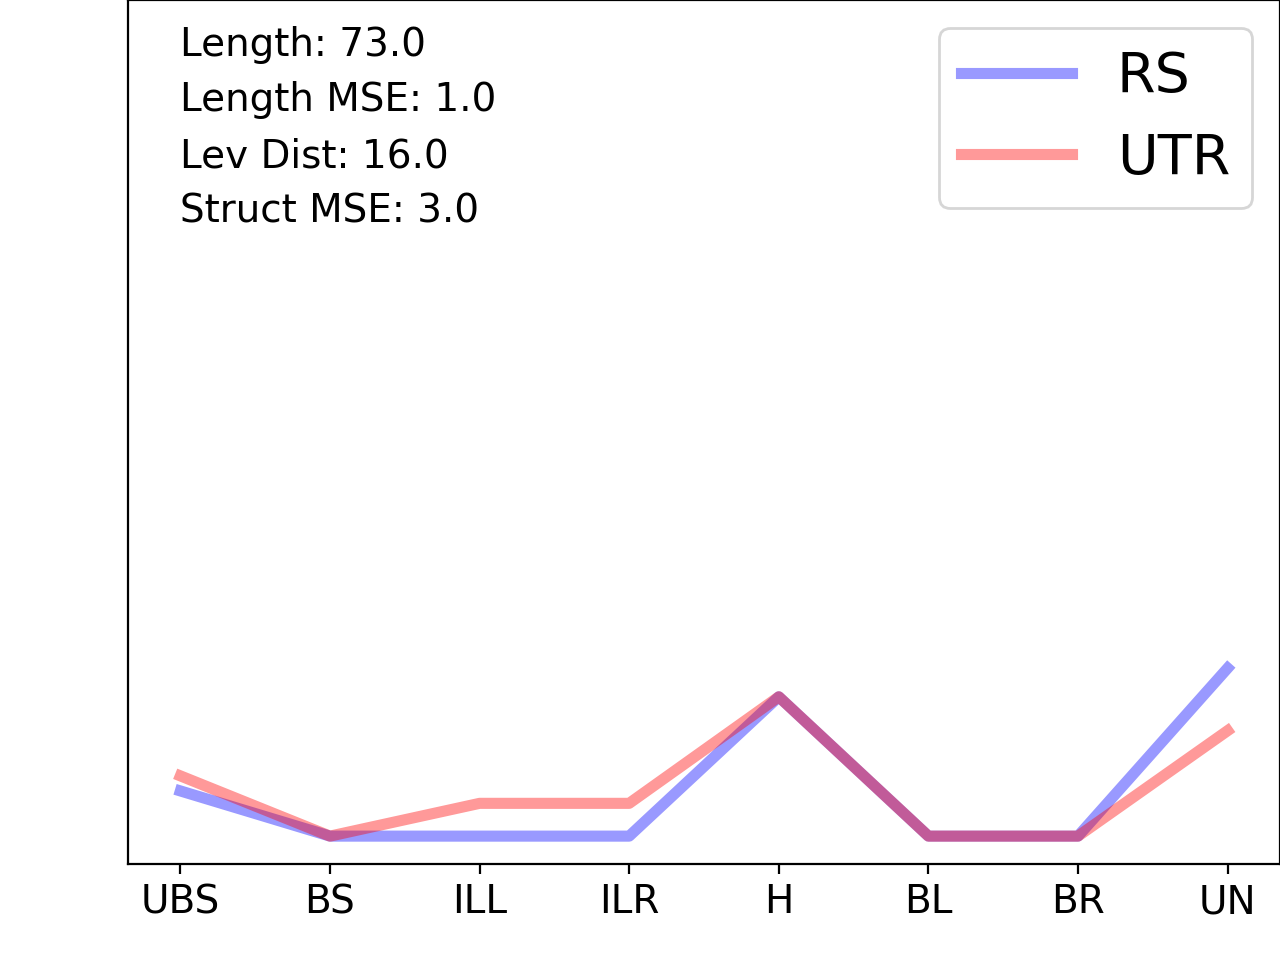 Length: 73.0
Length MSE: 1.0
Lev Dist: 16.0
Struct MSE: 3.0
RS
UTR
UBS BS ILL ILR H BL BR UN